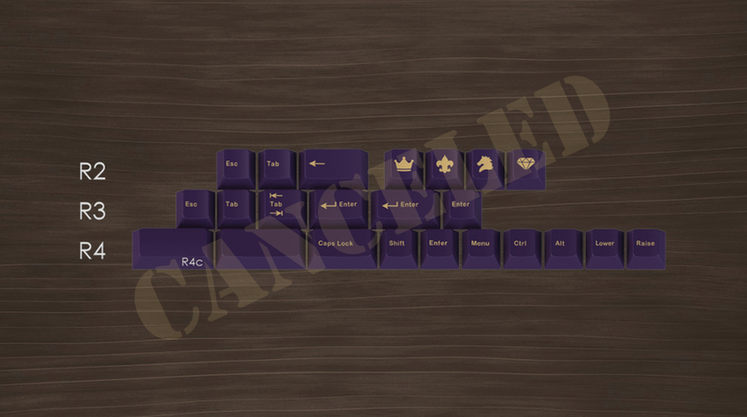 R2 Esc Tab
R3 Esc Tab Tab Enter Enter Enter
R4 R4c Caps Lock Shift Enter Menu Ctrl Alt Lower Raise
CANCELED